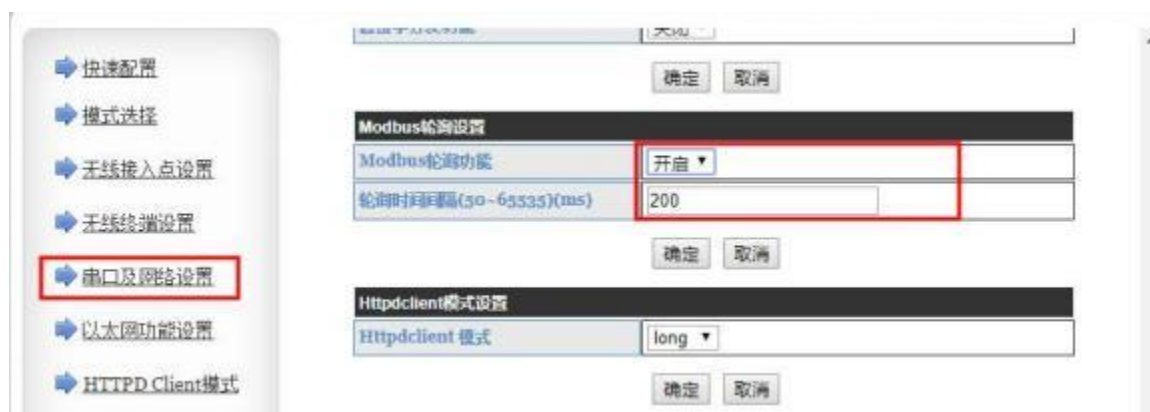 快速配置
模式选择
无线接入点设置
无线终端设置
串口及网络设置
以太网功能设置
HTTPD Client模式
关闭
确定 取消
Modbus轮询设置
Modbus轮询功能 开启
轮询时间间隔(50~65535)(ms) 200
确定 取消
Httpdclient模式设置
Httpdclient 模式 long
确定 取消